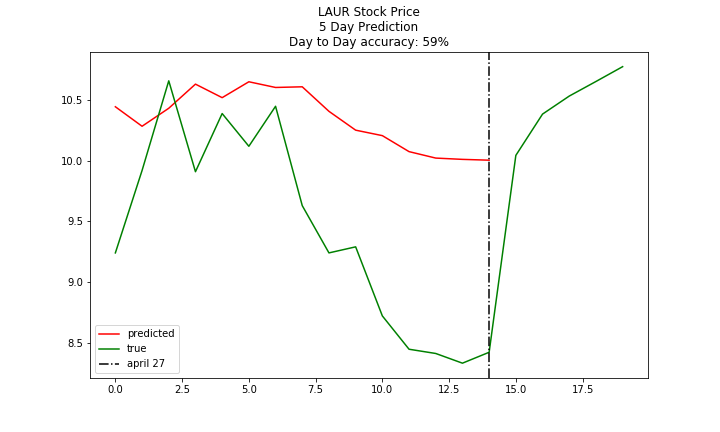 LAUR Stock Price
5 Day Prediction
Day to Day accuracy: 59%
10.5
10.0
9.5
9.0
8.5
predicted
true
april 27
0.0 2.5 5.0 7.5 10.0 12.5 15.0 17.5